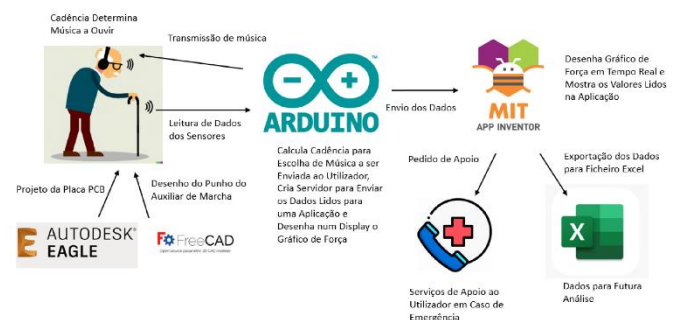 Cadência Determina
Música a Ouvir
Transmissão de música
Leitura de Dados
dos Sensores
Projeto da Placa PCB
Desenho do Punho do
Auxiliar de Marcha
AUTODESK®
EAGLE
FreeCAD
ARDUINO
TM
Calcula Cadência para
Escolha de Música a ser
Enviada ao Utilizador,
Cria Servidor para Enviar
os Dados Lidos para
uma Aplicação e
Desenha num Display o
Gráfico de Força
Envio dos Dados
MIT
APP INVENTOR
Desenha Gráfico de
Força em Tempo Real e
Mostra os Valores Lidos
na Aplicação
Pedido de Apoio
Exportação dos Dados
para Ficheiro Excel
X
Serviços de Apoio ao
Utilizador em Caso de
Emergência
Dados para Futura
Análise